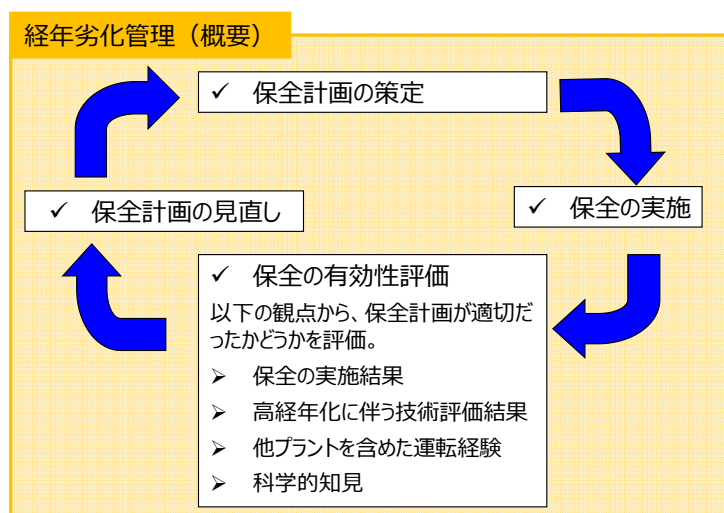 経年劣化管理（概要）
✓ 保全計画の策定
✓ 保全計画の見直し
✓ 保全の実施
✓ 保全の有効性評価
以下の観点から、保全計画が適切だ
ったかどうかを評価。
➢ 保全の実施結果
➢ 高経年化に伴う技術評価結果
➢ 他プラントを含めた運転経験
➢ 科学的知見